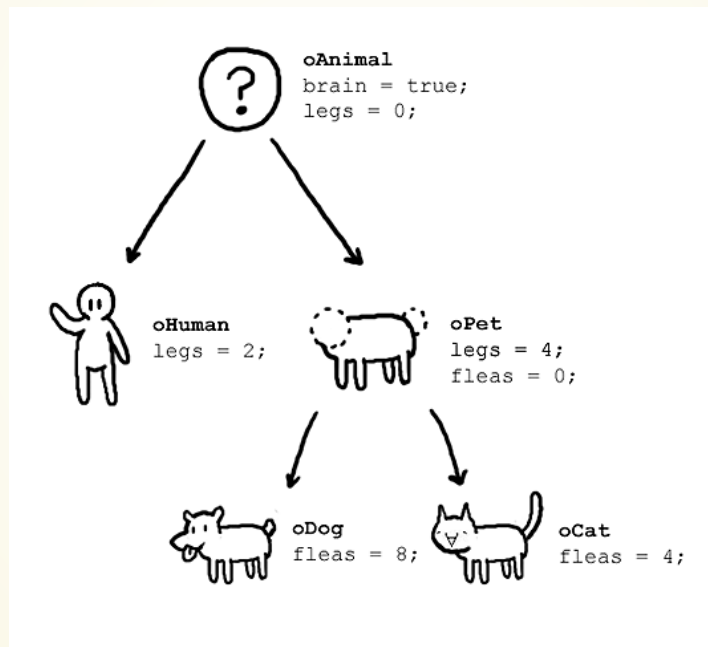 ?
oAnimal
brain = true;
legs = 0;
oHuman
legs = 2;
oPet
legs = 4;
fleas = 0;
oDog
fleas = 8;
oCat
fleas = 4;